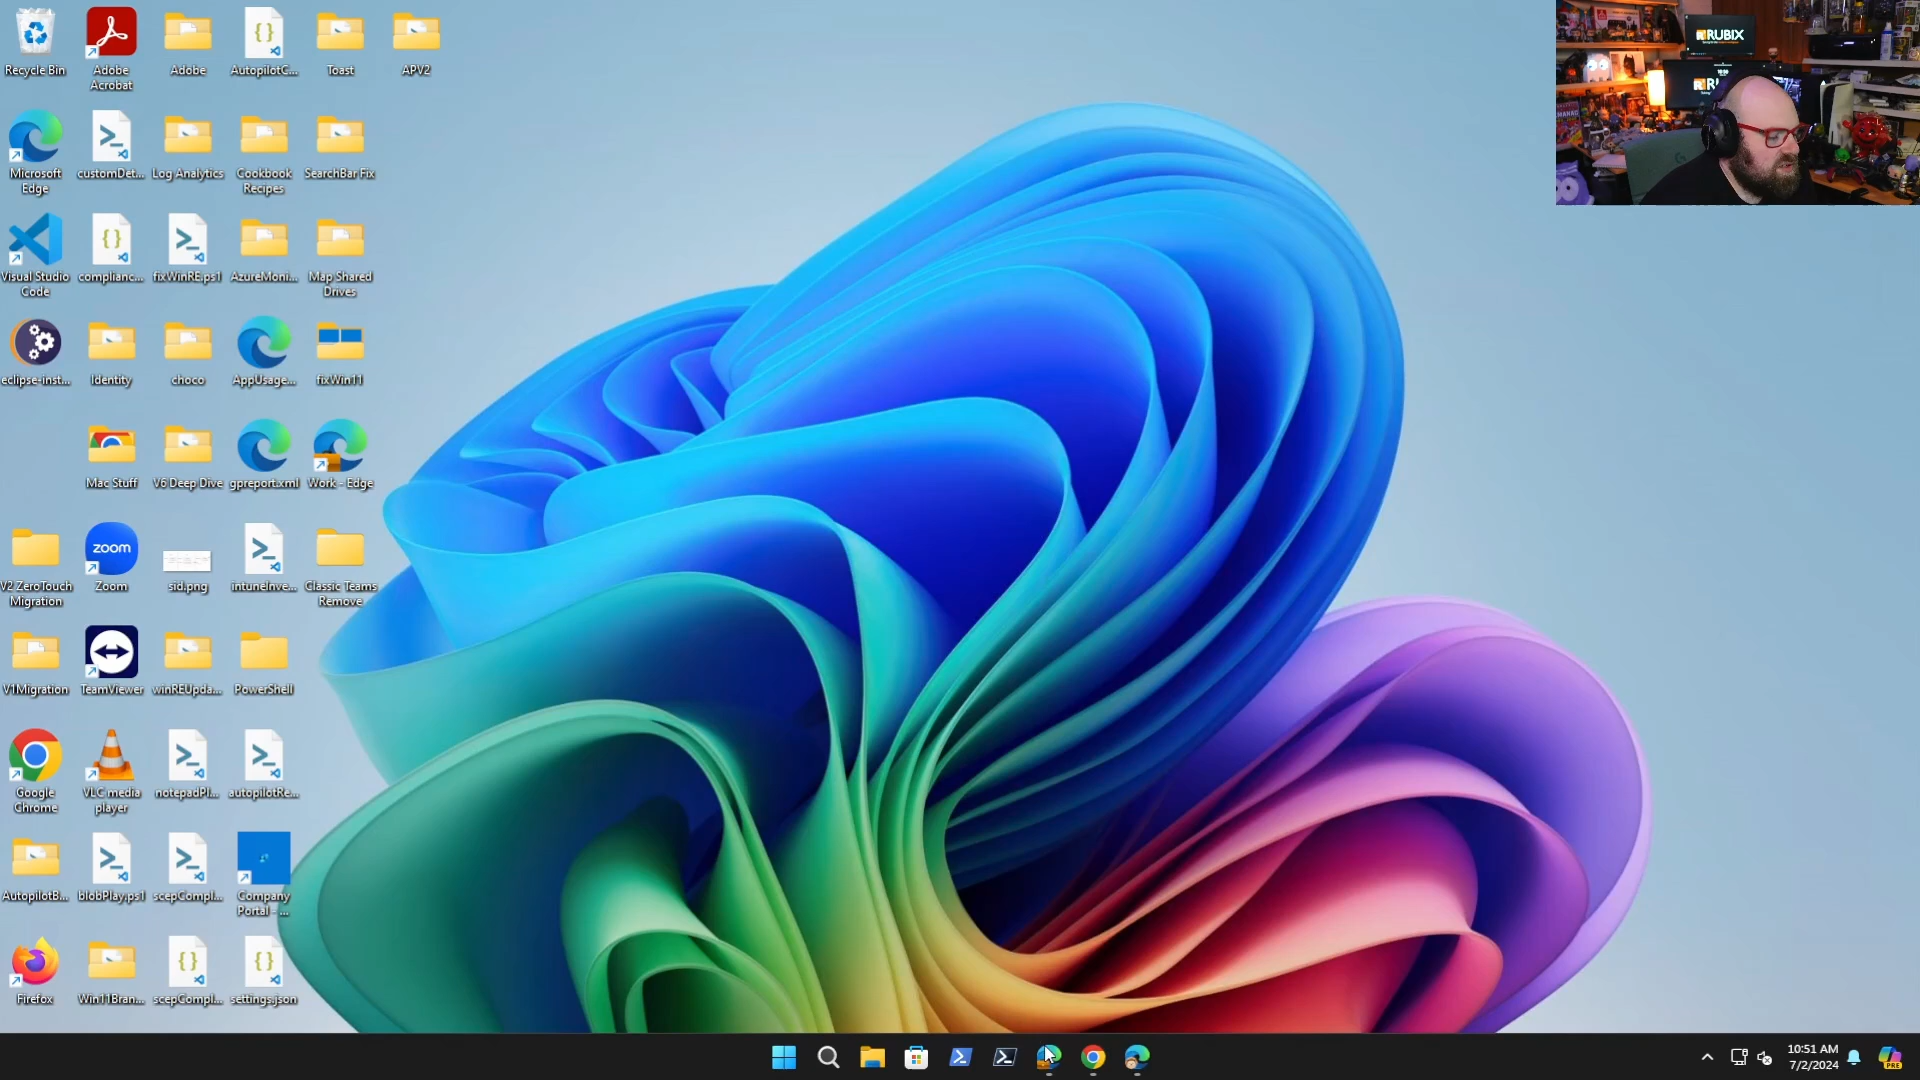 Recycle Bin
Adobe
Acrobat
Adobe
AutopilotC...
Toast
APV2
Microsoft
Edge
customDet...
Log Analytics
Cookbook
Recipes
SearchBar Fix
Visual Studio
Code
complianc...
fixWinRE.ps1
AzureMoni...
Map Shared
Drives
eclipse-inst...
Identity
choco
AppUsage...
fixWin11
Mac Stuff
V6 Deep Dive
gpreport.xml
Work - Edge
V2 ZeroTouch
Migration
zoom
Zoom
sid.png
intuneInve...
Classic Teams
Remove
V1Migration
TeamViewer
winREUpda...
PowerShell
Google
Chrome
VLC media
player
notepadPl...
autopilotRe...
AutopilotB...
blobPlay.ps1
scepCompl...
Company
Portal - ...
Firefox
Win11Bran...
scepCompl...
settings.json
RUBIX
10:51 AM
7/2/2024
PRE